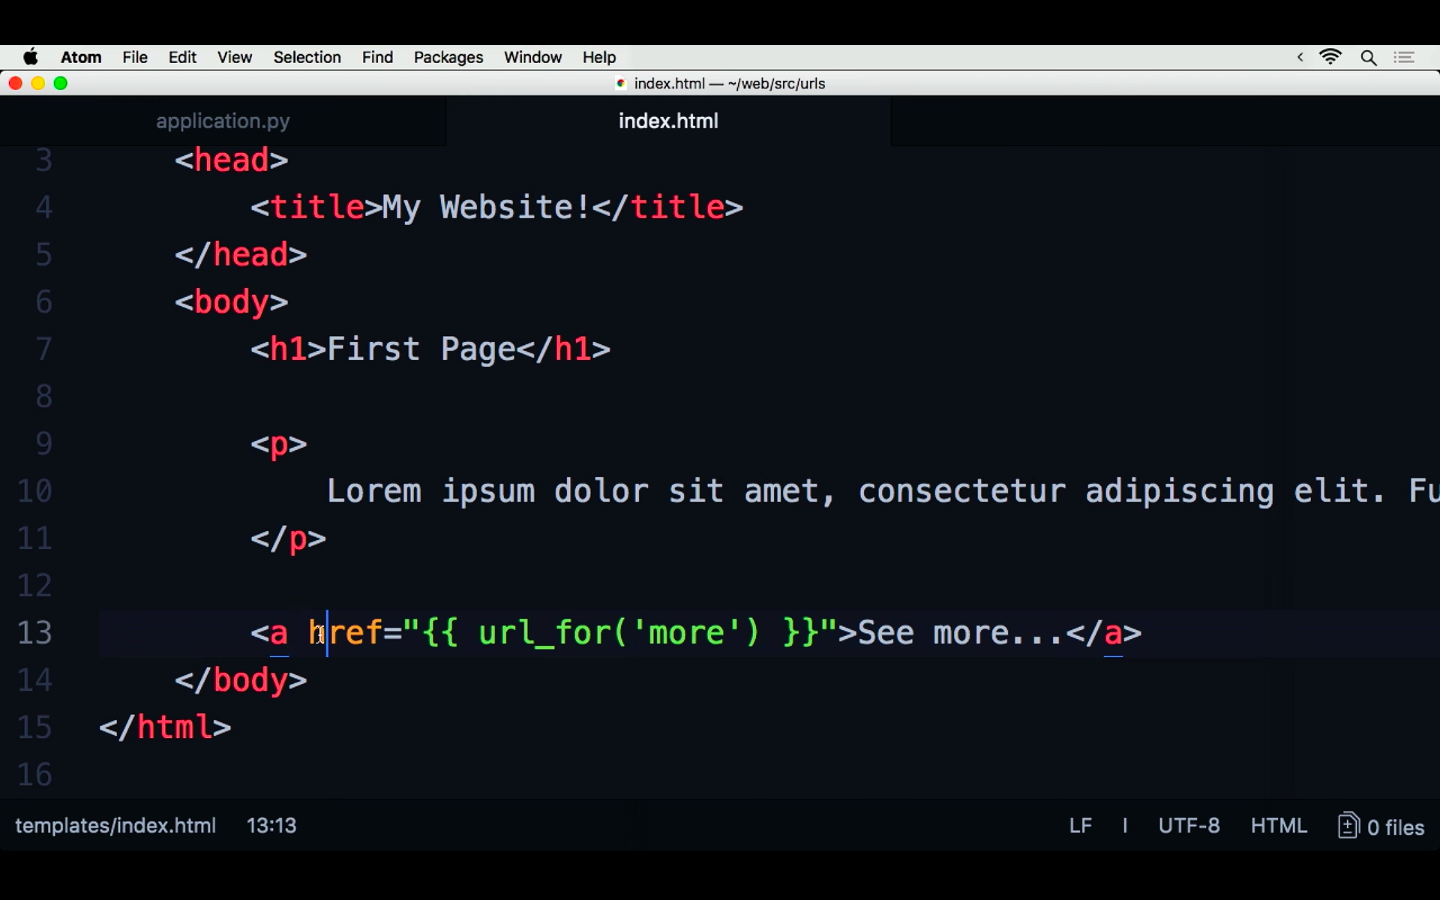 Atom File Edit View Selection Find Packages Window Help
index.html — ~/web/src/urls
application.py index.html
3 <head>
4 <title>My Website!</title>
5 </head>
6 <body>
7 <h1>First Page</h1>
8
9 <p>
10 Lorem ipsum dolor sit amet, consectetur adipiscing elit. Fu
11 </p>
12
13 <a href="{{ url_for('more') }}">See more...</a>
14 </body>
15 </html>
16
templates/index.html 13:13 LF I UTF-8 HTML 0 files